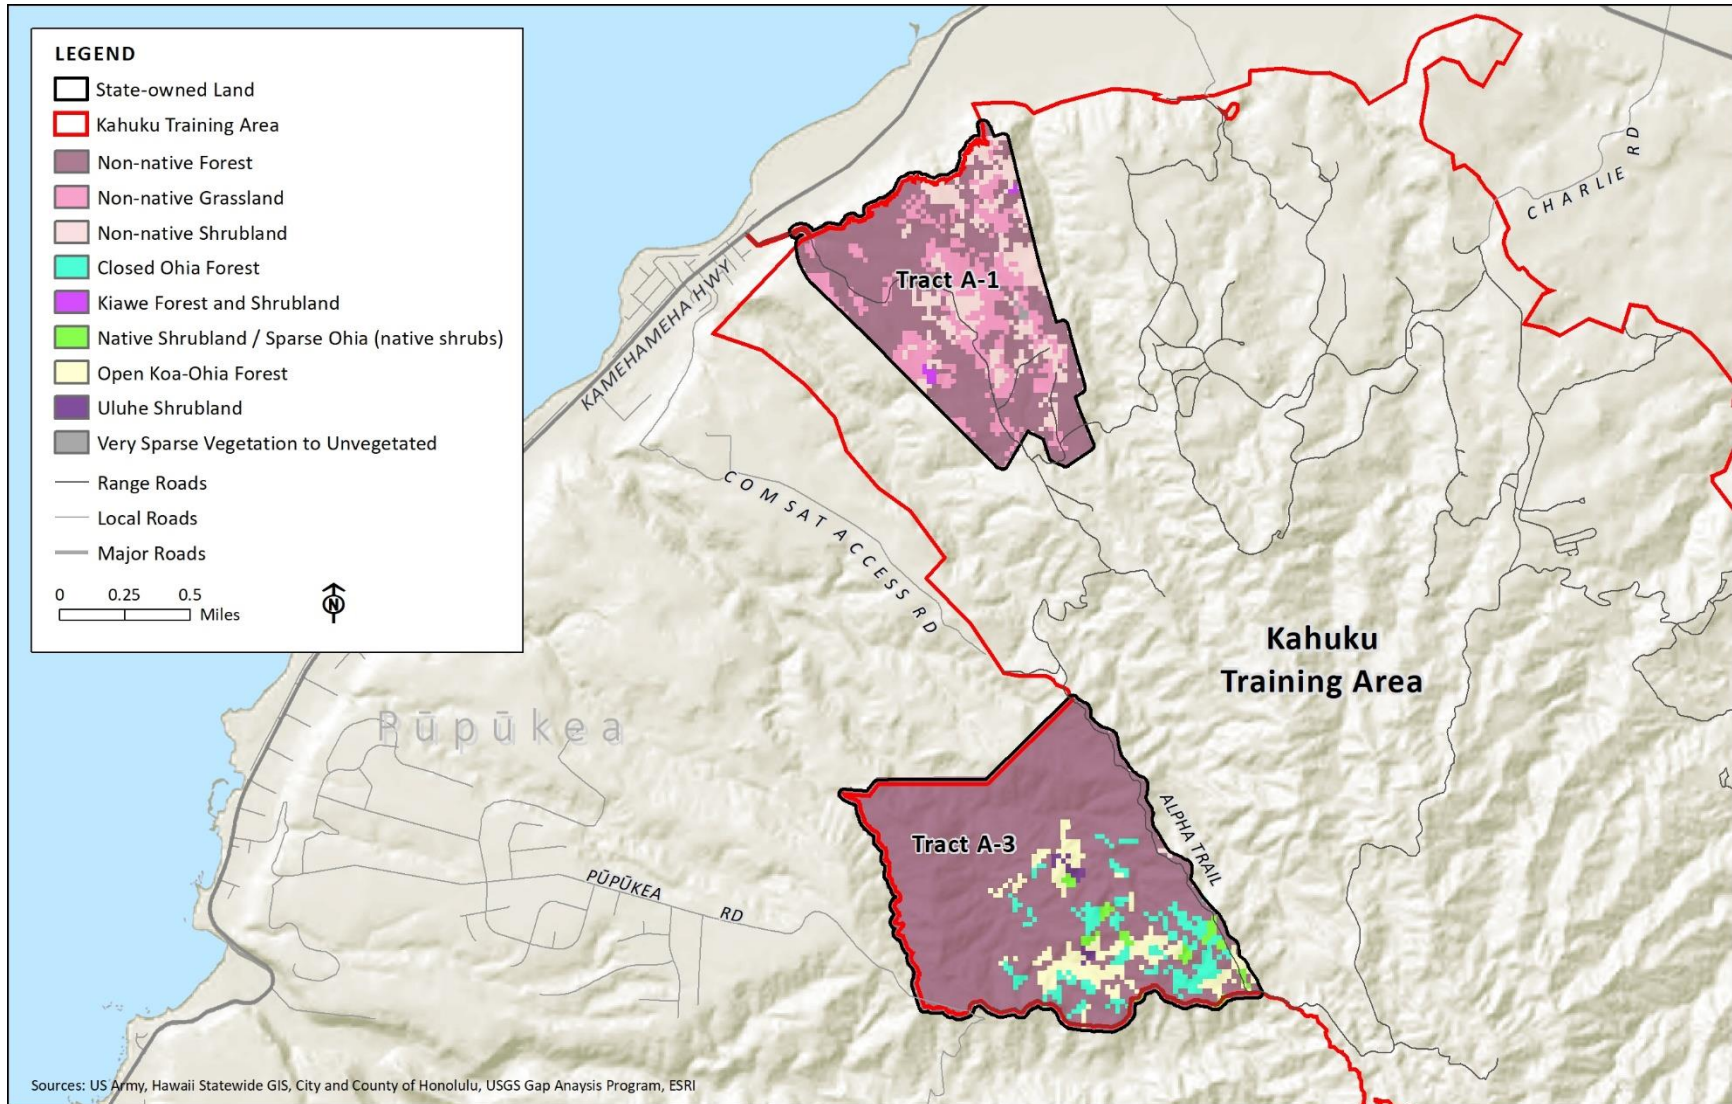 LEGEND
State-owned Land
Kahuku Training Area
Non-native Forest
Non-native Grassland
Non-native Shrubland
Closed Ohia Forest
Kiawe Forest and Shrubland
Native Shrubland / Sparse Ohia (native shrubs)
Open Koa-Ohia Forest
Uluhe Shrubland
Very Sparse Vegetation to Unvegetated
Range Roads
Local Roads
Major Roads
0 0.25 0.5
Miles
N
CHARLIE RD
Tract A-1
KAMEHAMEHA HWY
COMSAT ACCESS RD
Kahuku
Training Area
Pūpūkea
Tract A-3
ALPHA TRAIL
PŪPŪKEA RD
Sources: US Army, Hawaii Statewide GIS, City and County of Honolulu, USGS Gap Anaysis Program, ESRI